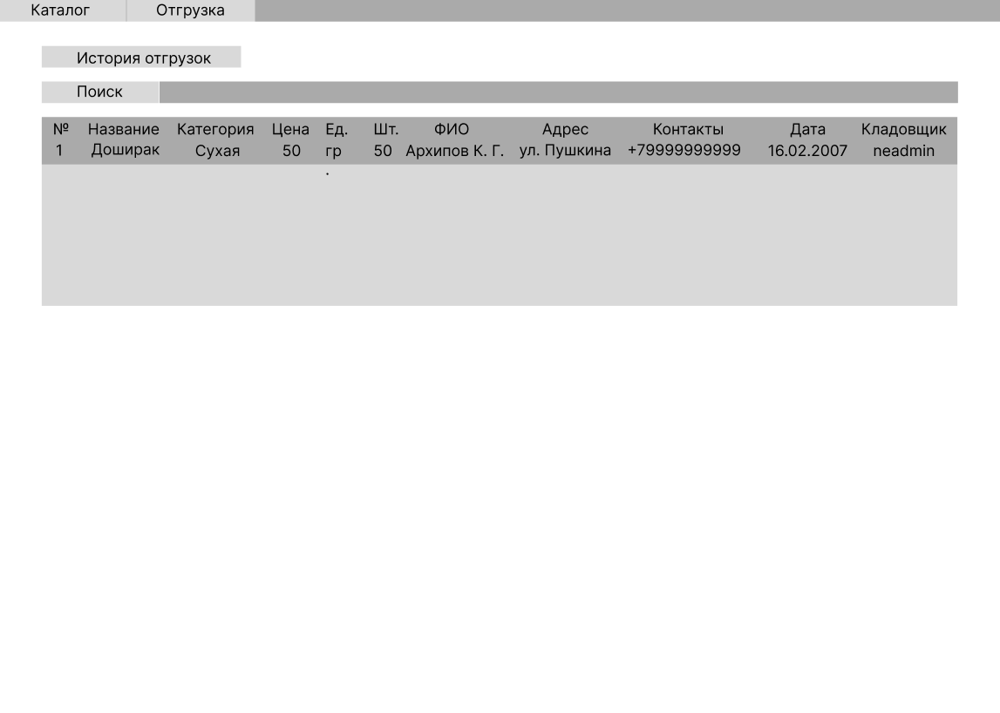 Каталог Отгрузка
История отгрузок
Поиск
№ Название Категория Цена Ед. Шт. ФИО Адрес Контакты Дата Кладовщик
1 Доширак Сухая 50 гр 50 Архипов К. Г. ул. Пушкина +79999999999 16.02.2007 neadmin
.